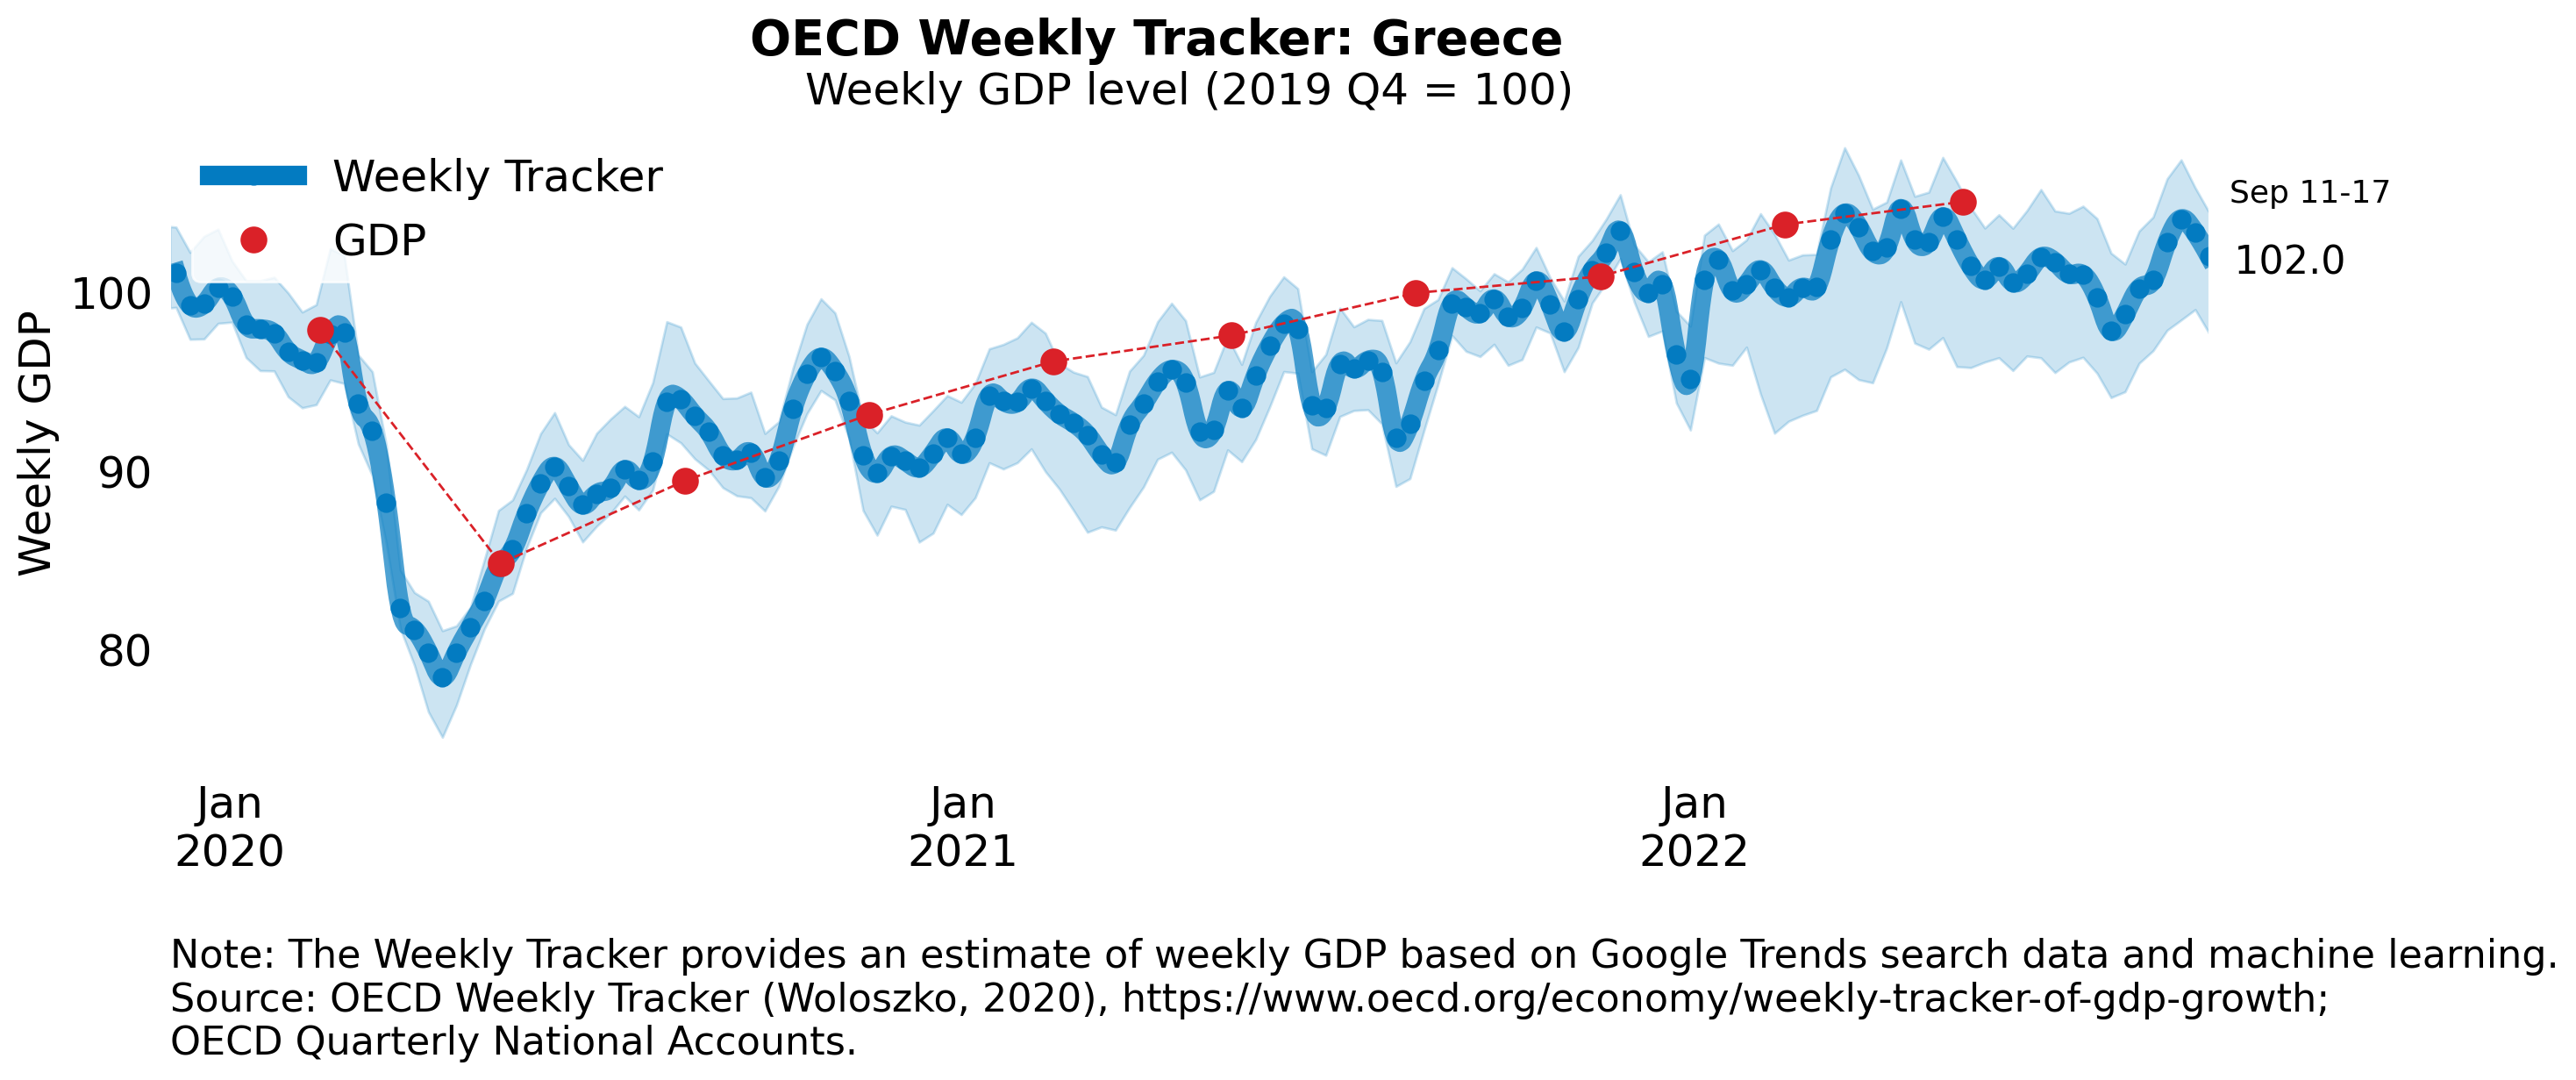 OECD Weekly Tracker: Greece
Weekly GDP level (2019 Q4 = 100)
Weekly Tracker
GDP
Sep 11-17
102.0
Weekly GDP
100
90
80
Jan
2020
Jan
2021
Jan
2022
Note: The Weekly Tracker provides an estimate of weekly GDP based on Google Trends search data and machine learning.
Source: OECD Weekly Tracker (Woloszko, 2020), https://www.oecd.org/economy/weekly-tracker-of-gdp-growth;
OECD Quarterly National Accounts.